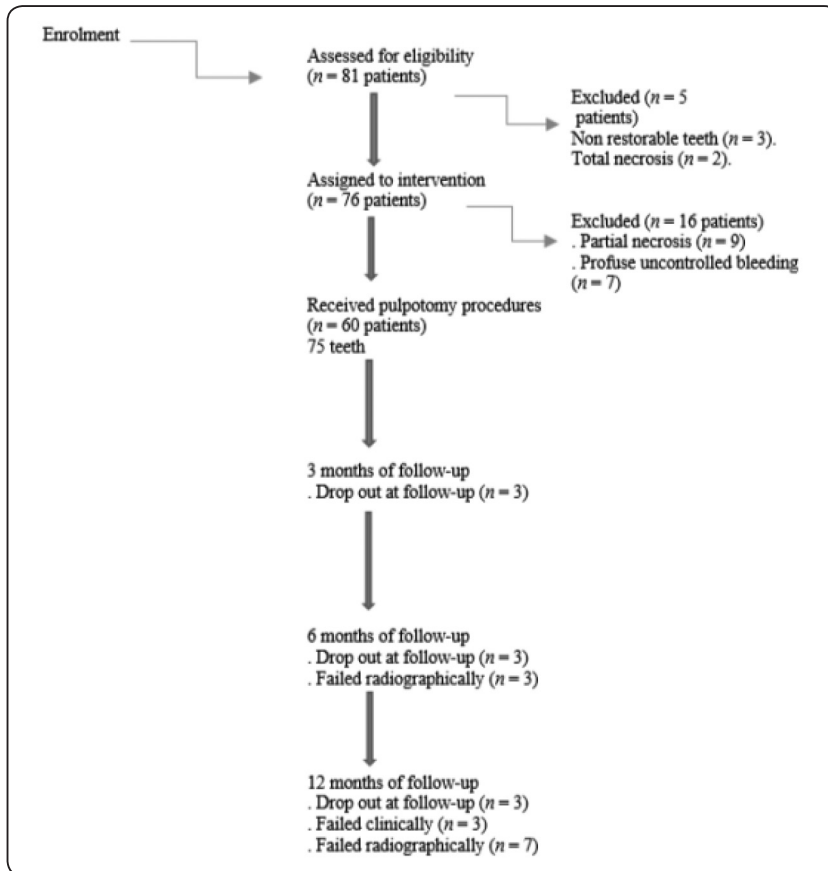 Enrolment
Assessed for eligibility
(n = 81 patients)
Excluded (n = 5
patients)
Non restorable teeth (n = 3).
Total necrosis (n = 2).
Assigned to intervention
(n = 76 patients)
Excluded (n = 16 patients)
. Partial necrosis (n = 9)
. Profuse uncontrolled bleeding
(n = 7)
Received pulpotomy procedures
(n = 60 patients)
75 teeth
3 months of follow-up
. Drop out at follow-up (n = 3)
6 months of follow-up
. Drop out at follow-up (n = 3)
. Failed radiographically (n = 3)
12 months of follow-up
. Drop out at follow-up (n = 3)
. Failed clinically (n = 3)
. Failed radiographically (n = 7)